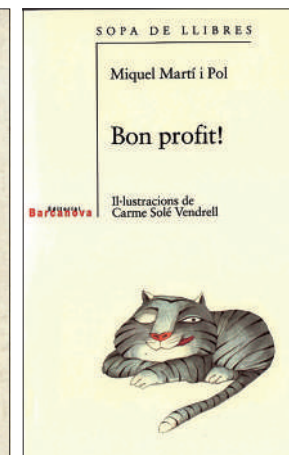 SOPA DE LLIBRES
Miquel Martí i Pol
Bon profit!
Il·lustracions de
Carme Solé Vendrell
Editorial
Barcanova